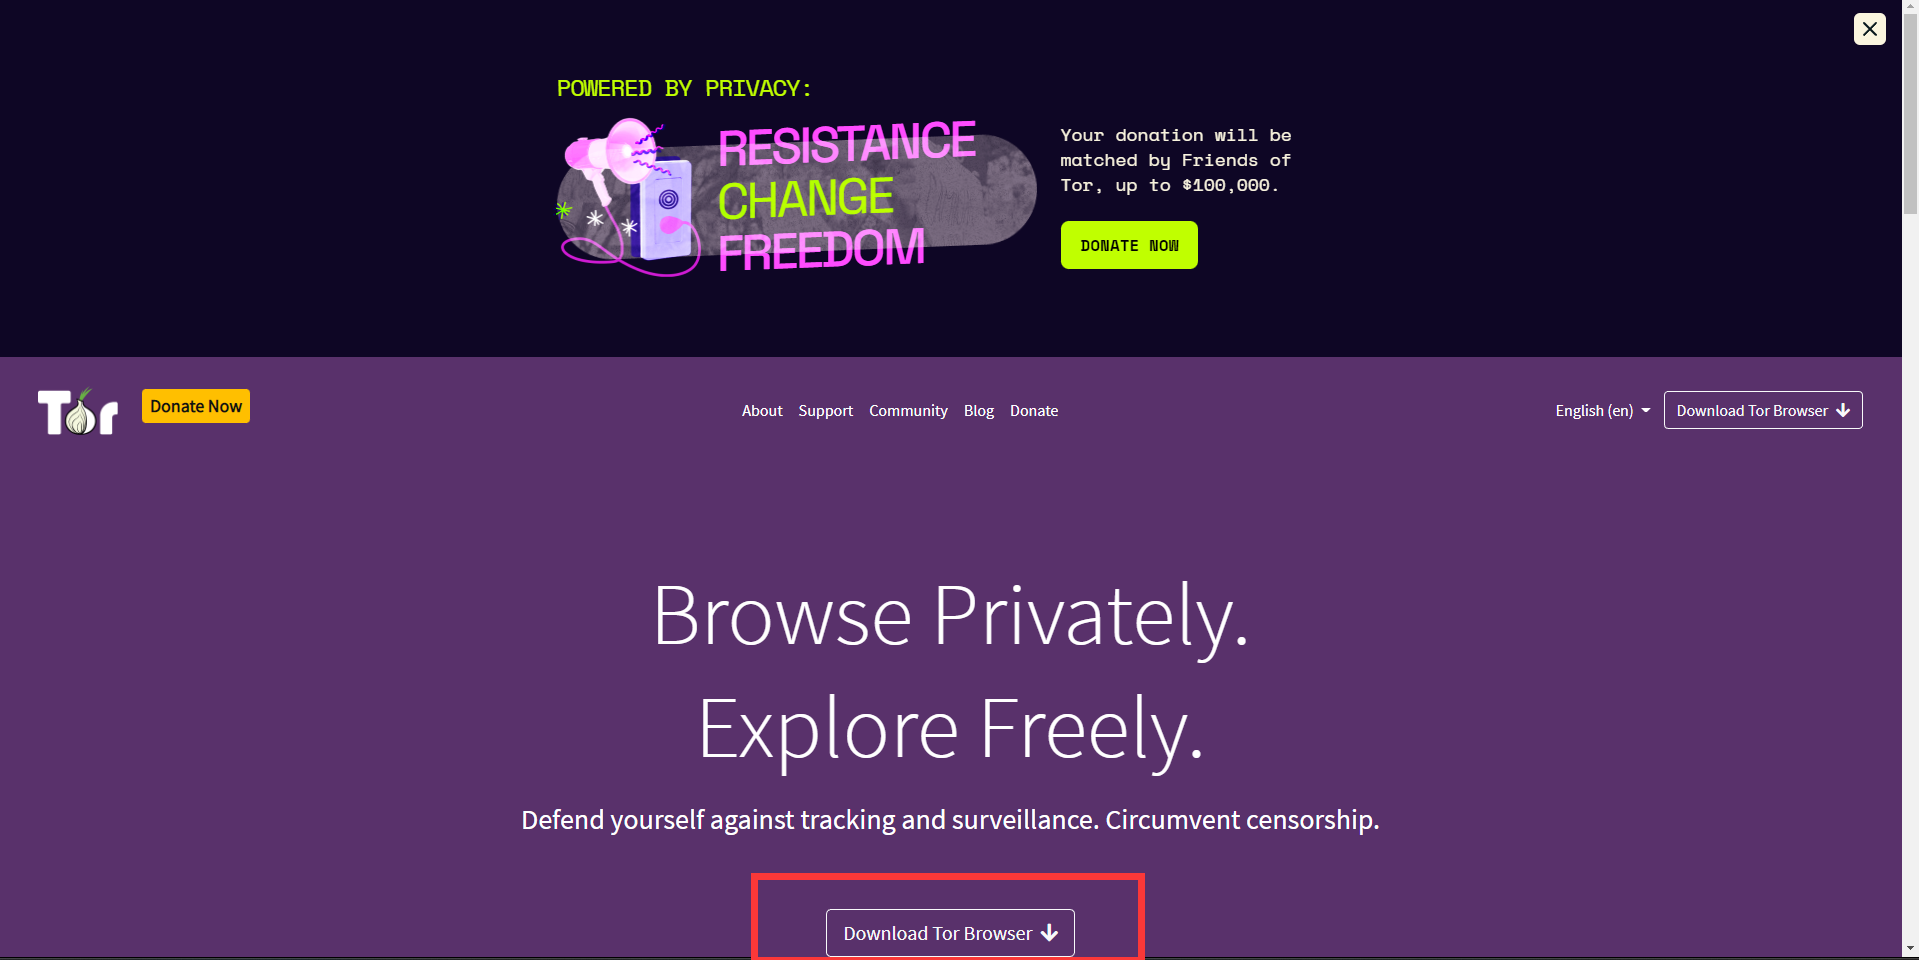 POWERED BY PRIVACY:
RESISTANCE
CHANGE
FREEDOM
Your donation will be
matched by Friends of
Tor, up to $100,000.
DONATE NOW
Tor
Donate Now
About Support Community Blog Donate
English (en)
Download Tor Browser
Browse Privately.
Explore Freely.
Defend yourself against tracking and surveillance. Circumvent censorship.
Download Tor Browser